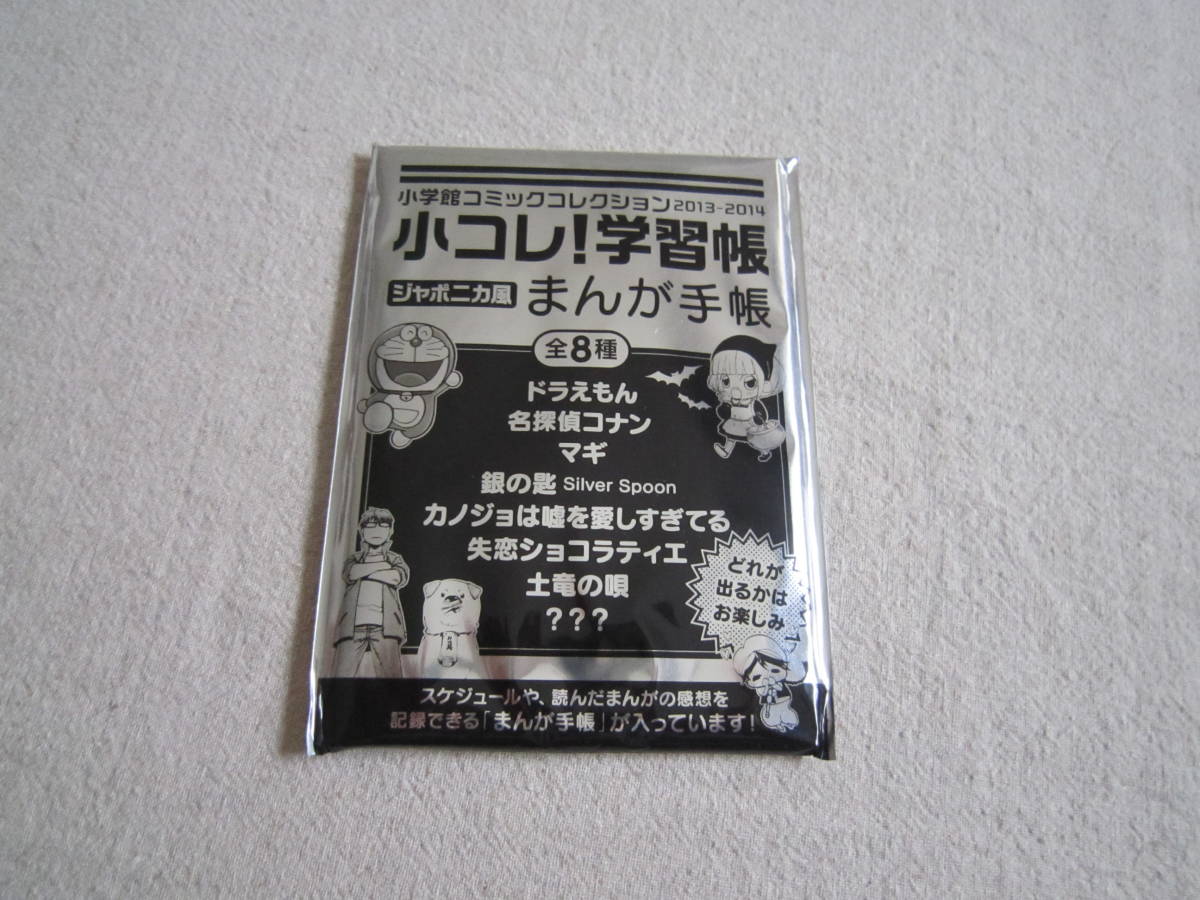 小学館コミックコレクション2013-2014
小コレ!学習帳
ジャポニカ風 まんが手帳
全8種
ドラえもん
名探偵コナン
マギ
銀の匙 Silver Spoon
カノジョは嘘を愛しすぎてる
失恋ショコラティエ
土竜の唄
???
どれが
出るかは
お楽しみ
スケジュールや、読んだまんがの感想を
記録できる「まんが手帳」が入っています!